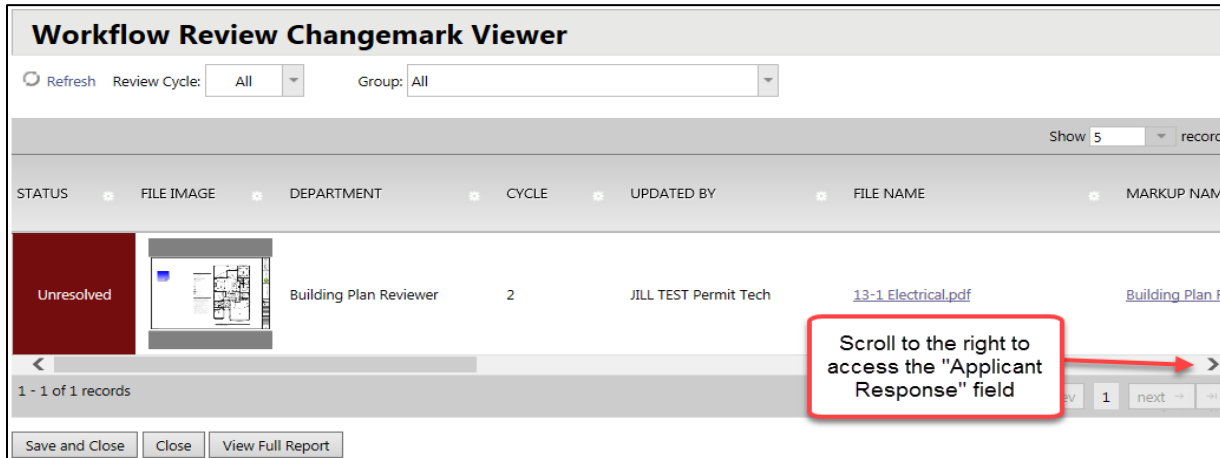 Workflow Review Changemark Viewer
Refresh Review Cycle: All Group: All
Show 5
STATUS FILE IMAGE DEPARTMENT CYCLE UPDATED BY FILE NAME MARKUP
Unresolved Building Plan Reviewer 2 JILL TEST Permit Tech 13-1 Electrical.pdf Building Plan
Scroll to the right to
access the "Applicant
Response" field
1 - 1 of 1 records 1 next →
Save and Close Close View Full Report